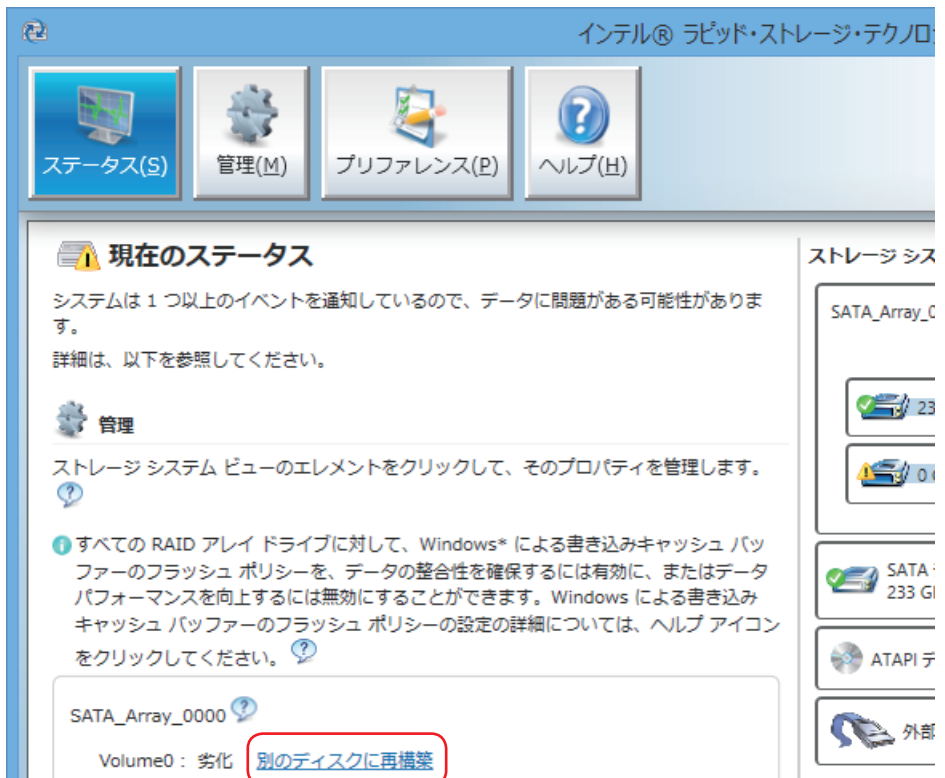 インテル® ラピッド・ストレージ・テクノロ
ステータス(S)
管理(M)
プリファレンス(P)
ヘルプ(H)
現在のステータス
システムは 1 つ以上のイベントを通知しているので、データに問題がある可能性がありま
す。
詳細は、以下を参照してください。
管理
ストレージ システム ビューのエレメントをクリックして、そのプロパティを管理します。
すべての RAID アレイ ドライブに対して、Windows* による書き込みキャッシュ バッ
ファーのフラッシュ ポリシーを、データの整合性を確保するには有効に、またはデータ
パフォーマンスを向上するには無効にすることができます。Windows による書き込み
キャッシュ バッファーのフラッシュ ポリシーの設定の詳細については、ヘルプ アイコン
をクリックしてください。
SATA_Array_0000
Volume0 : 劣化 別のディスクに再構築
ストレージ シス
SATA_Array_0
23
0
SATA
233 G
ATAPI デ
外部